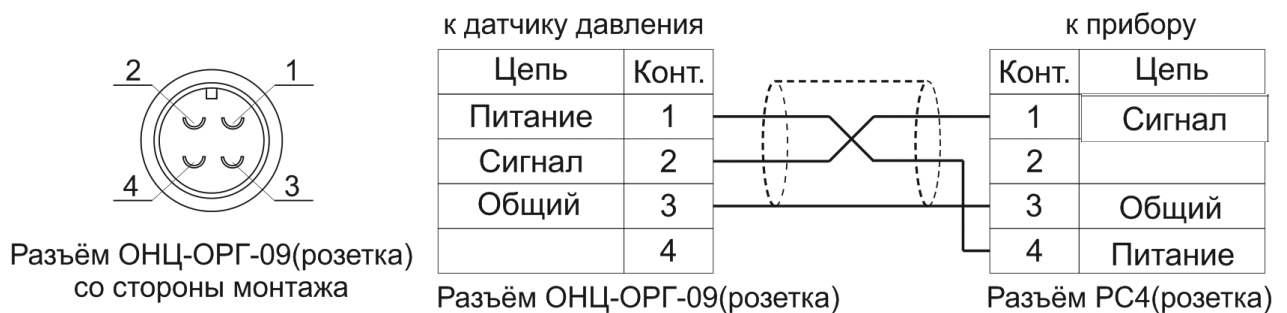 2 1
4 3
Разъём ОНЦ-ОРГ-09(розетка)
со стороны монтажа
к датчику давления
Цепь Конт.
Питание 1
Сигнал 2
Общий 3
4
Разъём ОНЦ-ОРГ-09(розетка)
к прибору
Конт. Цепь
1 Сигнал
2
3 Общий
4 Питание
Разъём РС4(розетка)